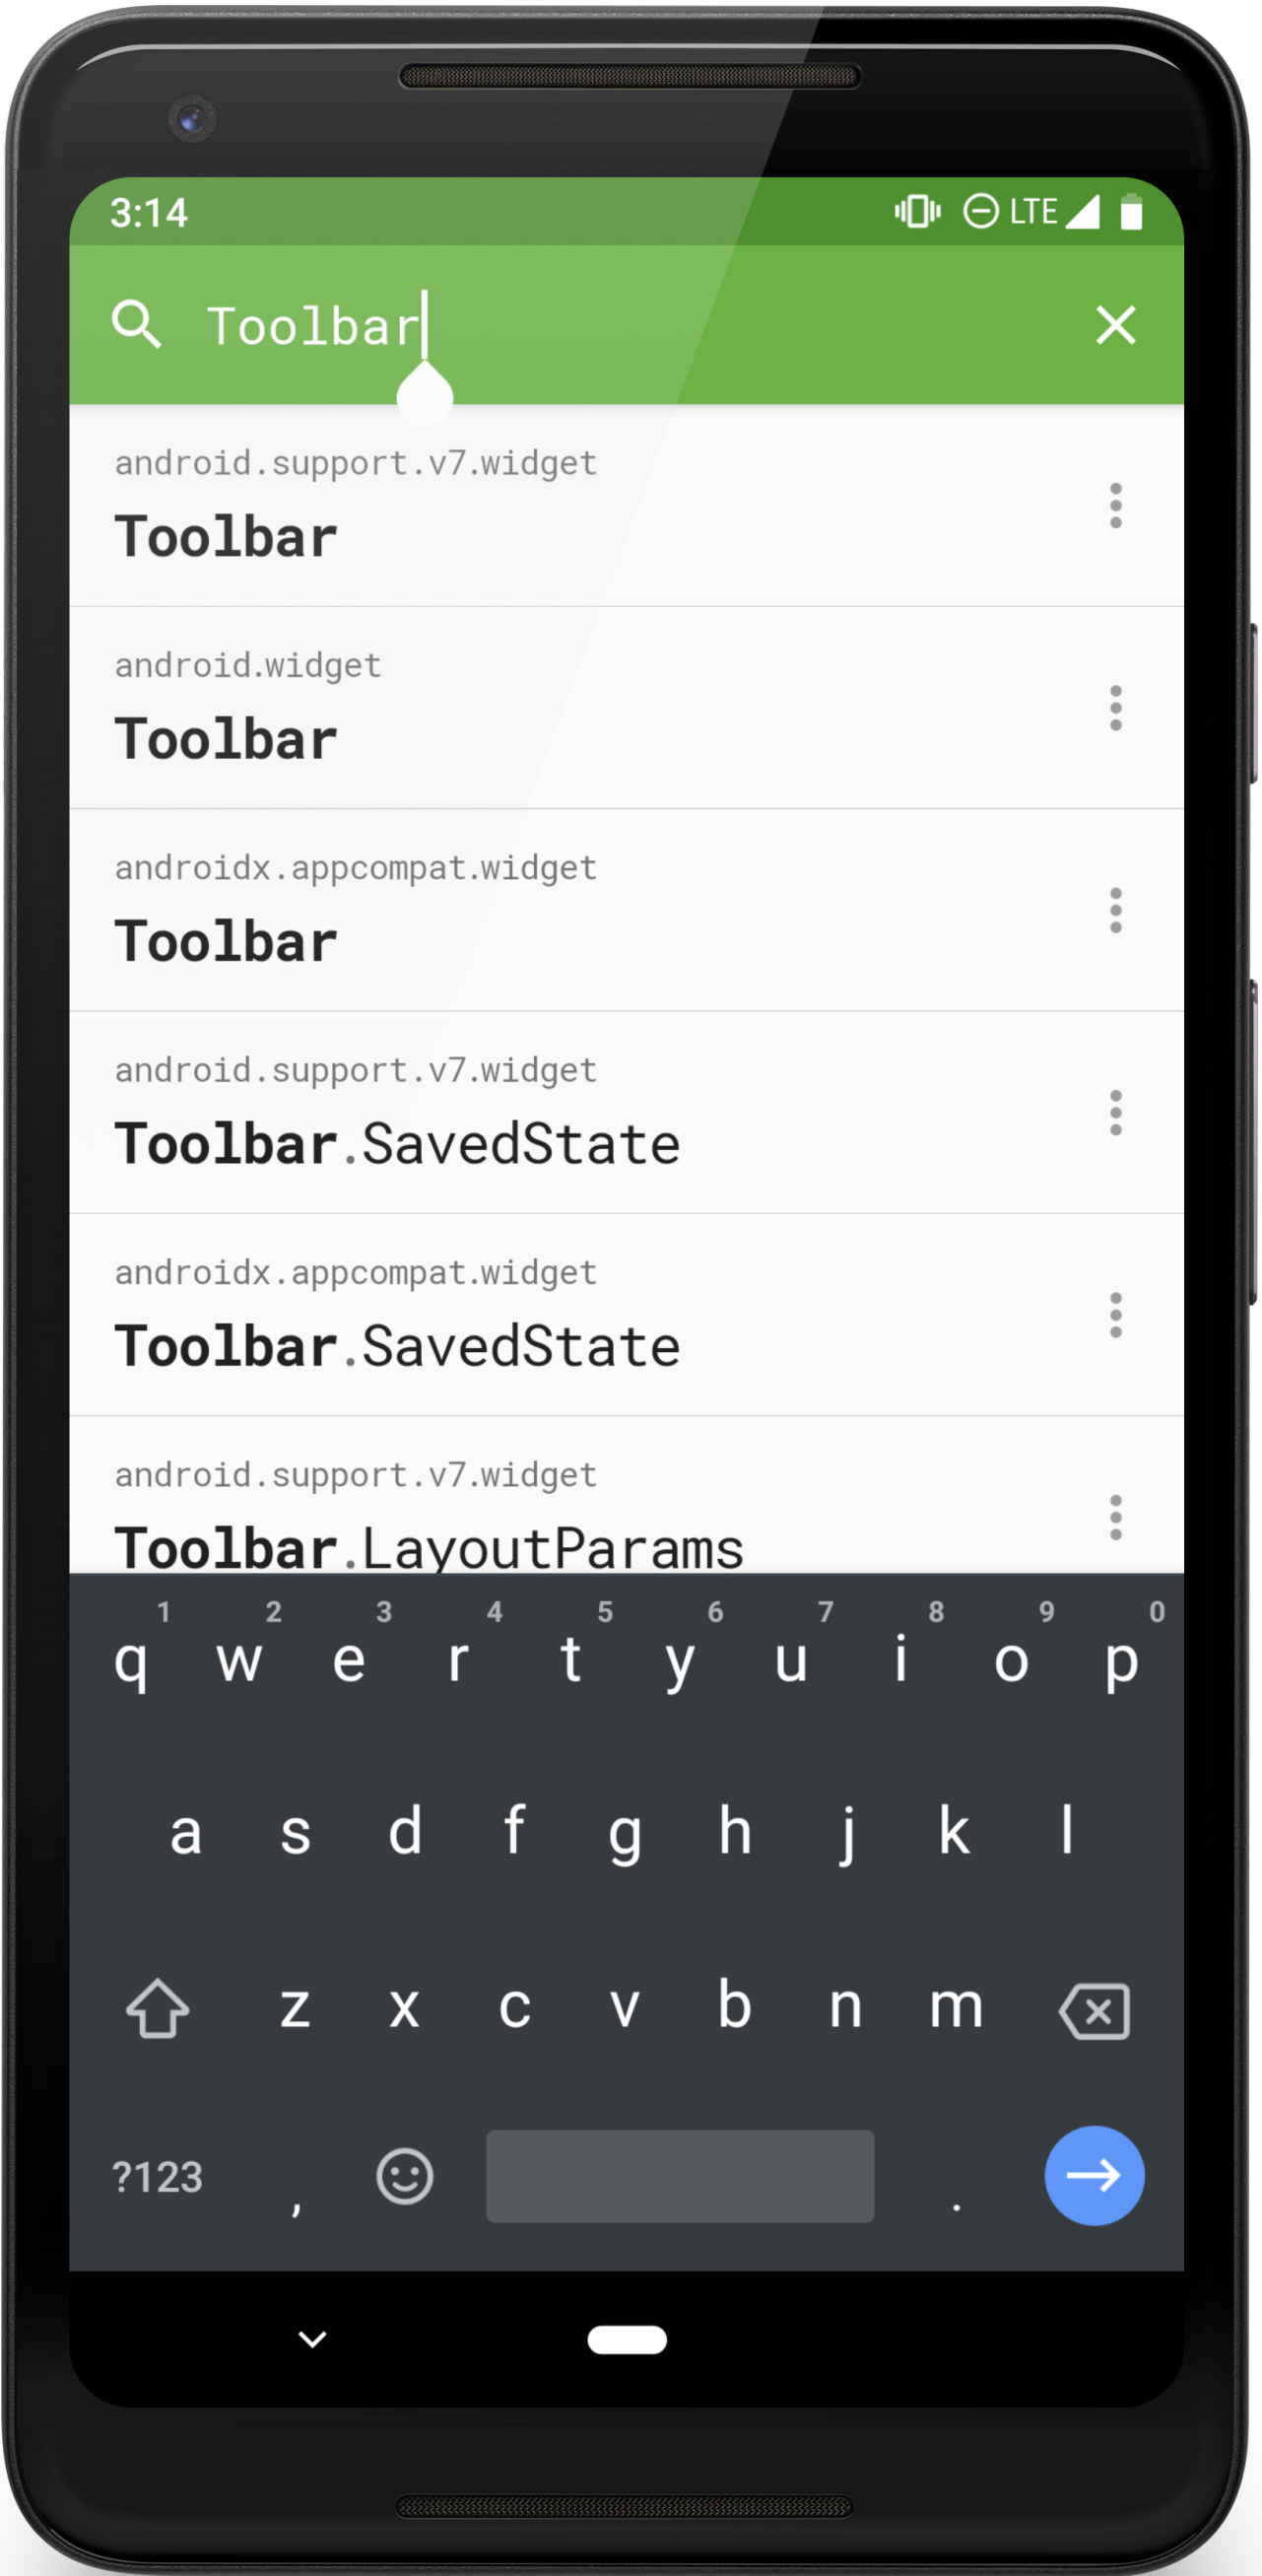 3:14 LTE
Toolbar
android.support.v7.widget
Toolbar
android.widget
Toolbar
androidx.appcompat.widget
Toolbar
android.support.v7.widget
Toolbar.SavedState
androidx.appcompat.widget
Toolbar.SavedState
android.support.v7.widget
Toolbar.LayoutParams
1 2 3 4 5 6 7 8 9 0
q w e r t y u i o p
a s d f g h j k l
z x c v b n m
?123 , .